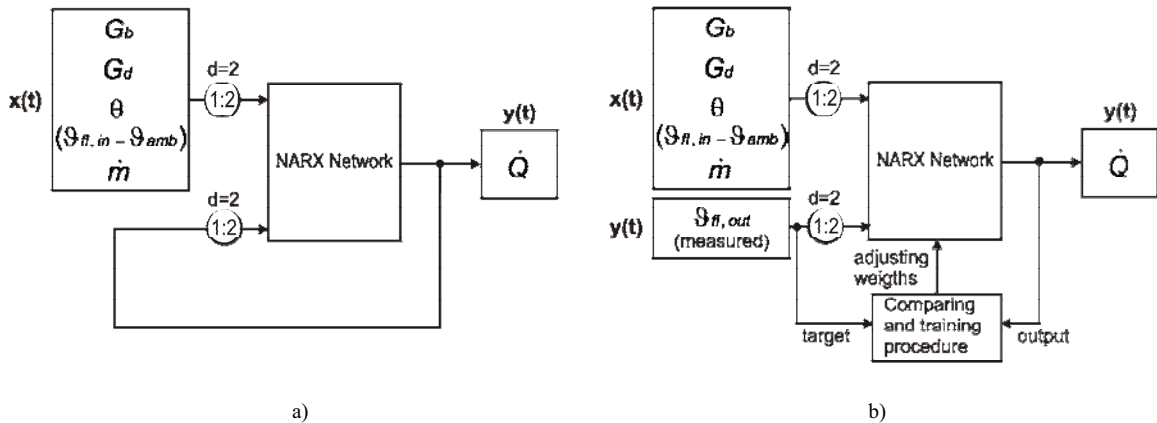 a)
x(t)
Gb
Gd
θ
(ϑfl, in – ϑamb)
ṁ
d=2
1:2
d=2
1:2
NARX Network
y(t)
Q̇
b)
x(t)
Gb
Gd
θ
(ϑfl, in – ϑamb)
ṁ
d=2
1:2
y(t)
ϑfl, out
(measured)
d=2
1:2
NARX Network
y(t)
Q̇
adjusting
weigths
Comparing
and training
procedure
target
output
a)
b)